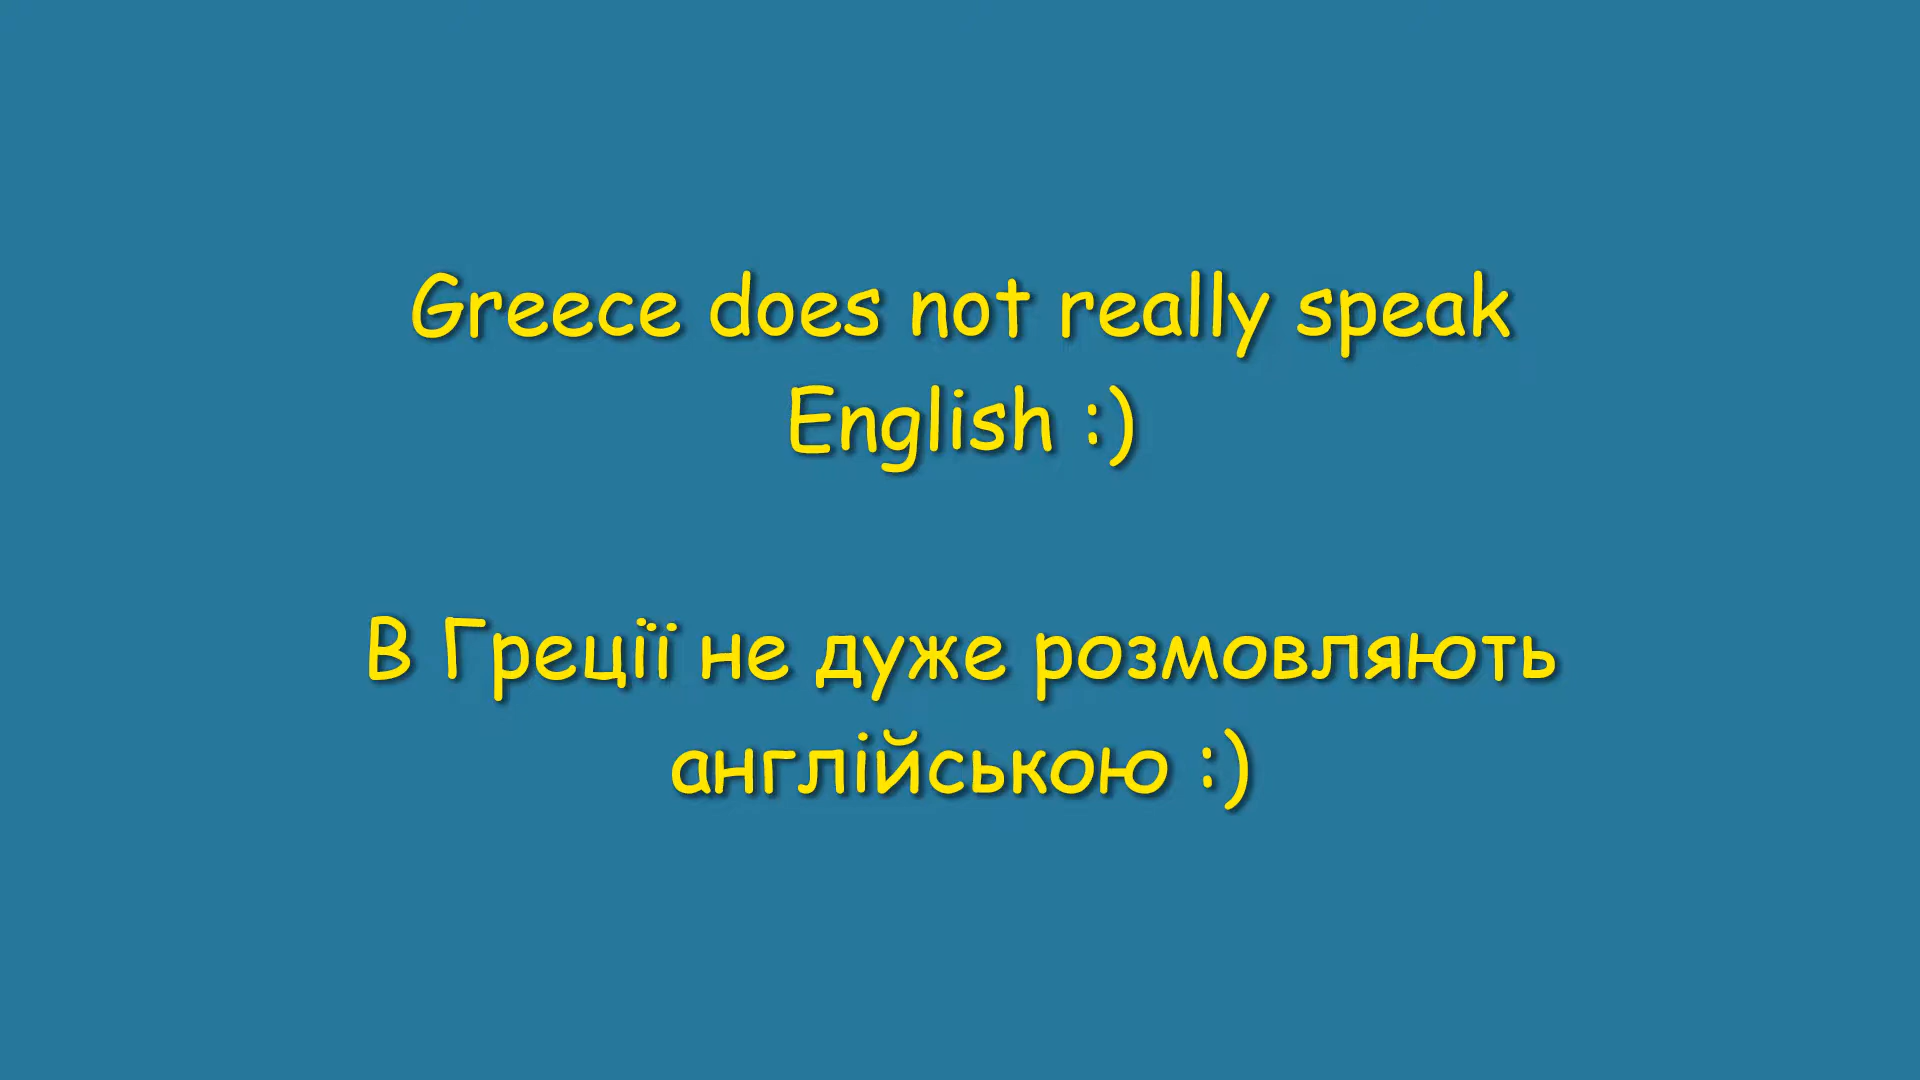 Greece does not really speak
English :)
В Греції не дуже розмовляють
англійською :)